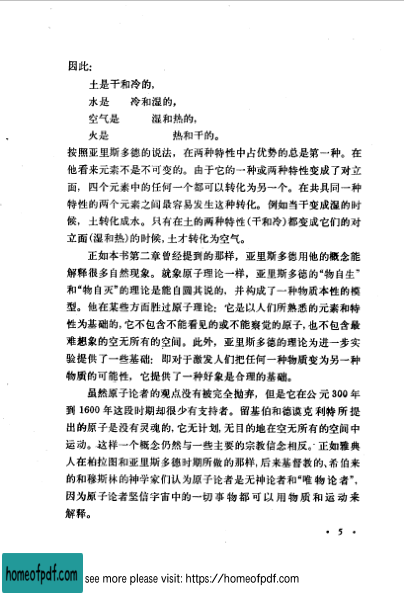 因此:
土是干和冷的,
水是 冷和湿的,
空气是 湿和热的,
火是 热和干的。
按照亚里斯多德的说法，在两种特性中占优势的总是第一种。在
他看来元素不是不可变的。由于它的一种或两种特性变成了对立
面，四个元素中的任何一个都可以转化为另一个。在共具同一种
特性的两个元素之间最容易发生这种转化。例如当干变成湿的时
候，土转化成水。只有在土的两种特性(干和冷)都变成它们的对
立面(湿和热)的时候,土才转化为空气。
正如本书第二章曾经提到的那样，亚里斯多德用他的概念能
解释很多自然现象。就象原子理论一样，亚里斯多德的“物自生”
和“物自灭”的理论是能自圆其说的，并构成了一种物质本性的模
型。他在某些方面胜过原子理论：它是以人们所熟悉的元素和特
性为基础的,它不包含不能看见的或不能察觉的原子,也不包含最
难想象的空无所有的空间。此外，亚里斯多德的理论为进一步实
验提供了一些基础：即对于激发人们把任何一种物质变为另一种
物质的可能性，它提供了一种好象是合理的基础。
虽然原子论者的观点没有被完全抛弃，但是它在公元300年
到1600年这段时期却很少有支持者。留基伯和德谟克利特所提
出的原子是没有灵魂的,它无计划,无目的地在空无所有的空间中
运动。这样一个概念仍然与一些主要的宗教信念相反。正如雅典
人在柏拉图和亚里斯多德时期所做的那样,后来基督教的、希伯来
的和穆斯林的神学家们认为原子论者是无神论者和“唯物论者”,
因为原子论者坚信宇宙中的一切事物都可以用物质和运动来
解释。
• 5 •
homeofpdf.com
see more please visit: https://homeofpdf.com